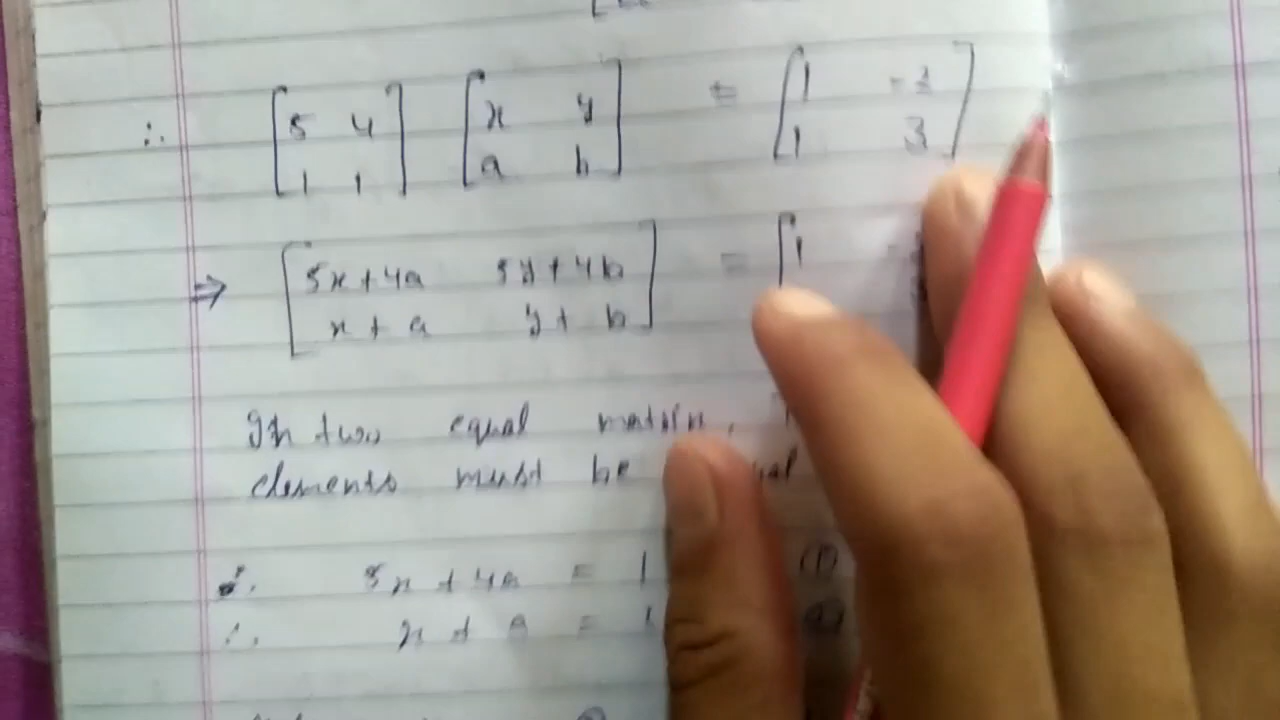 ∴ [5 4 [x y = [1 -2
1 1] a b] 1 3]
⇒ [5x+4a 5y+4b = [1
x + a y + b]
In two equal matrix,
elements must be
∴ 5x + 4a = 1 (1)
∴ x + a = 1